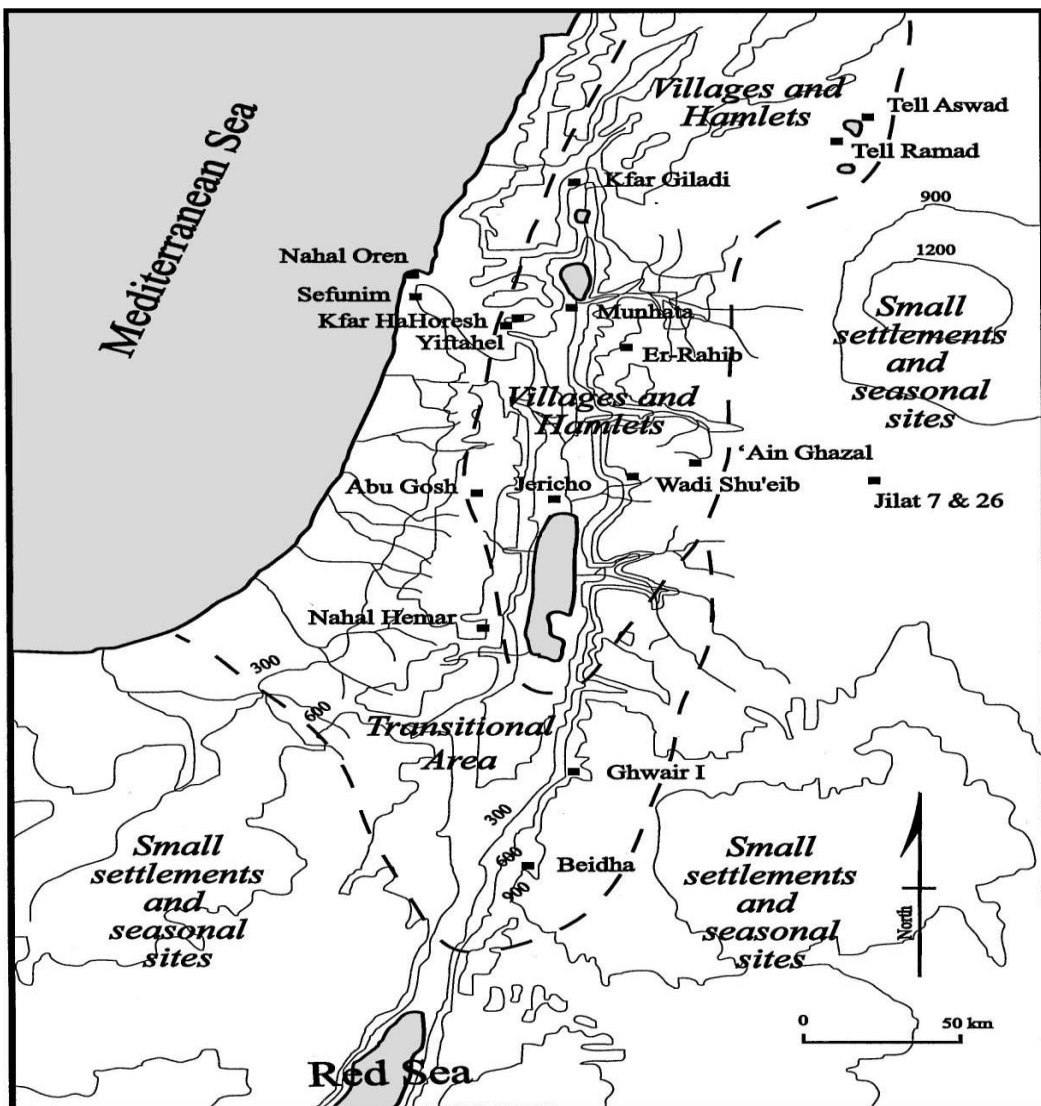 Mediterranean Sea
Villages and
Hamlets
Tell Aswad
Tell Ramad
Kfar Giladi
900
1200
Small
settlements
and
seasonal
sites
Nahal Oren
Sefunim
Kfar HaHoresh
Yiftahel
Munhata
Er-Rahib
Villages and
Hamlets
‘Ain Ghazal
Wadi Shu'eib
Jilat 7 & 26
Abu Gosh
Jericho
Nahal Hemar
300
600
Transitional
Area
Ghwair I
300
600
900
Beidha
Small
settlements
and
seasonal
sites
Small
settlements
and
seasonal
sites
North
0 50 km
Red Sea